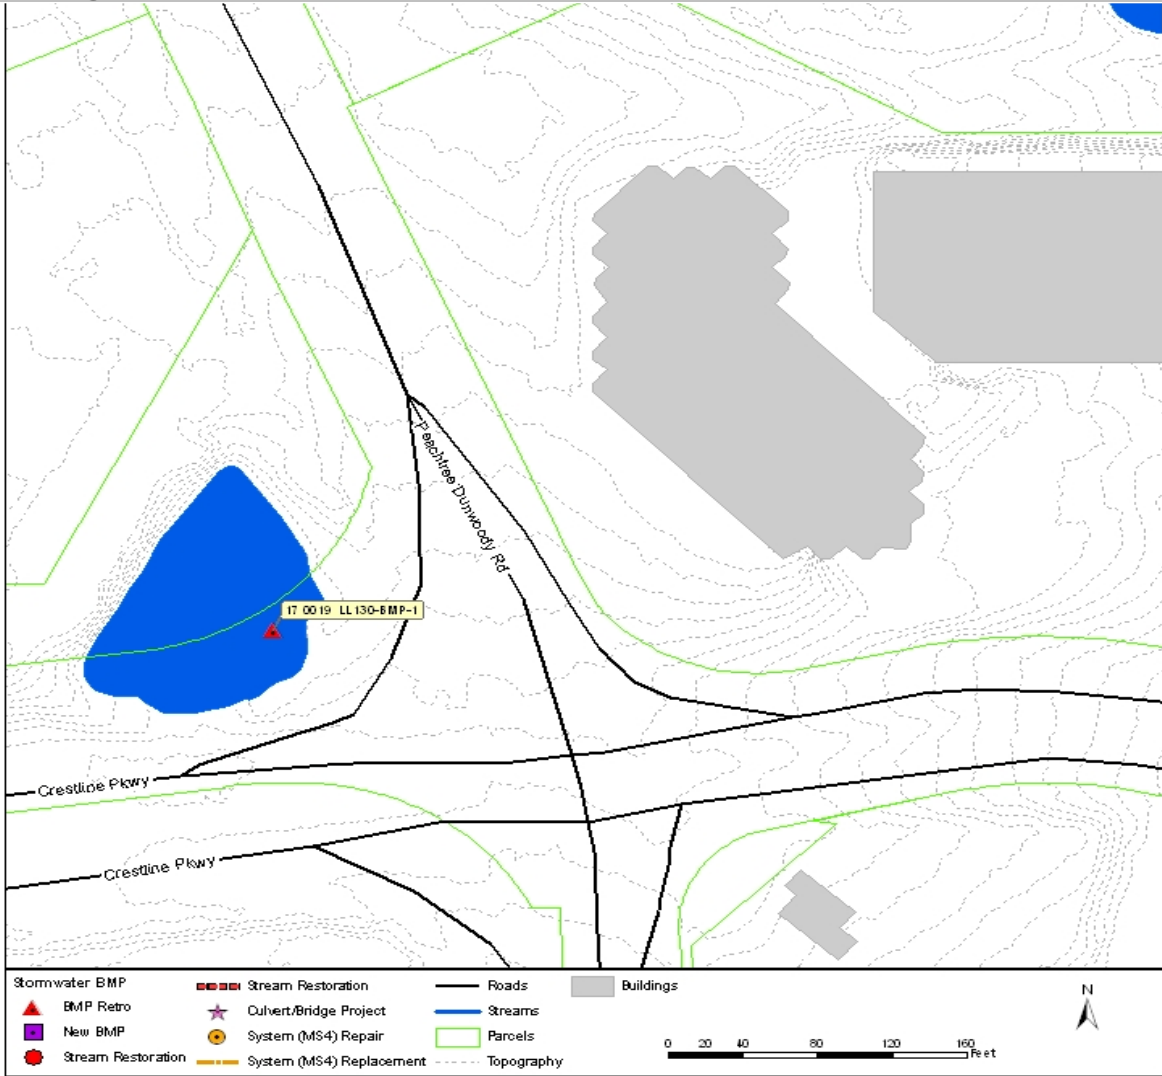 Peachtree Dunwoody Rd
17 0019 LL130-BMP-1
Crestline Pkwy
Crestline Pkwy
Stormwater BMP
BMP Retro
New BMP
Stream Restoration
Stream Restoration
Culvert/Bridge Project
System (MS4) Repair
System (MS4) Replacement
Roads
Streams
Parcels
Topography
Buildings
N
0 20 40 80 120 160
Feet